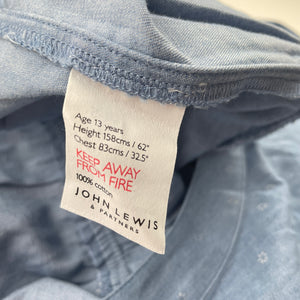 Age 13 years
Height 158cms / 62"
Chest 83cms / 32.5"
KEEP AWAY
FROM FIRE
100% cotton
JOHN LEWIS
& PARTNERS